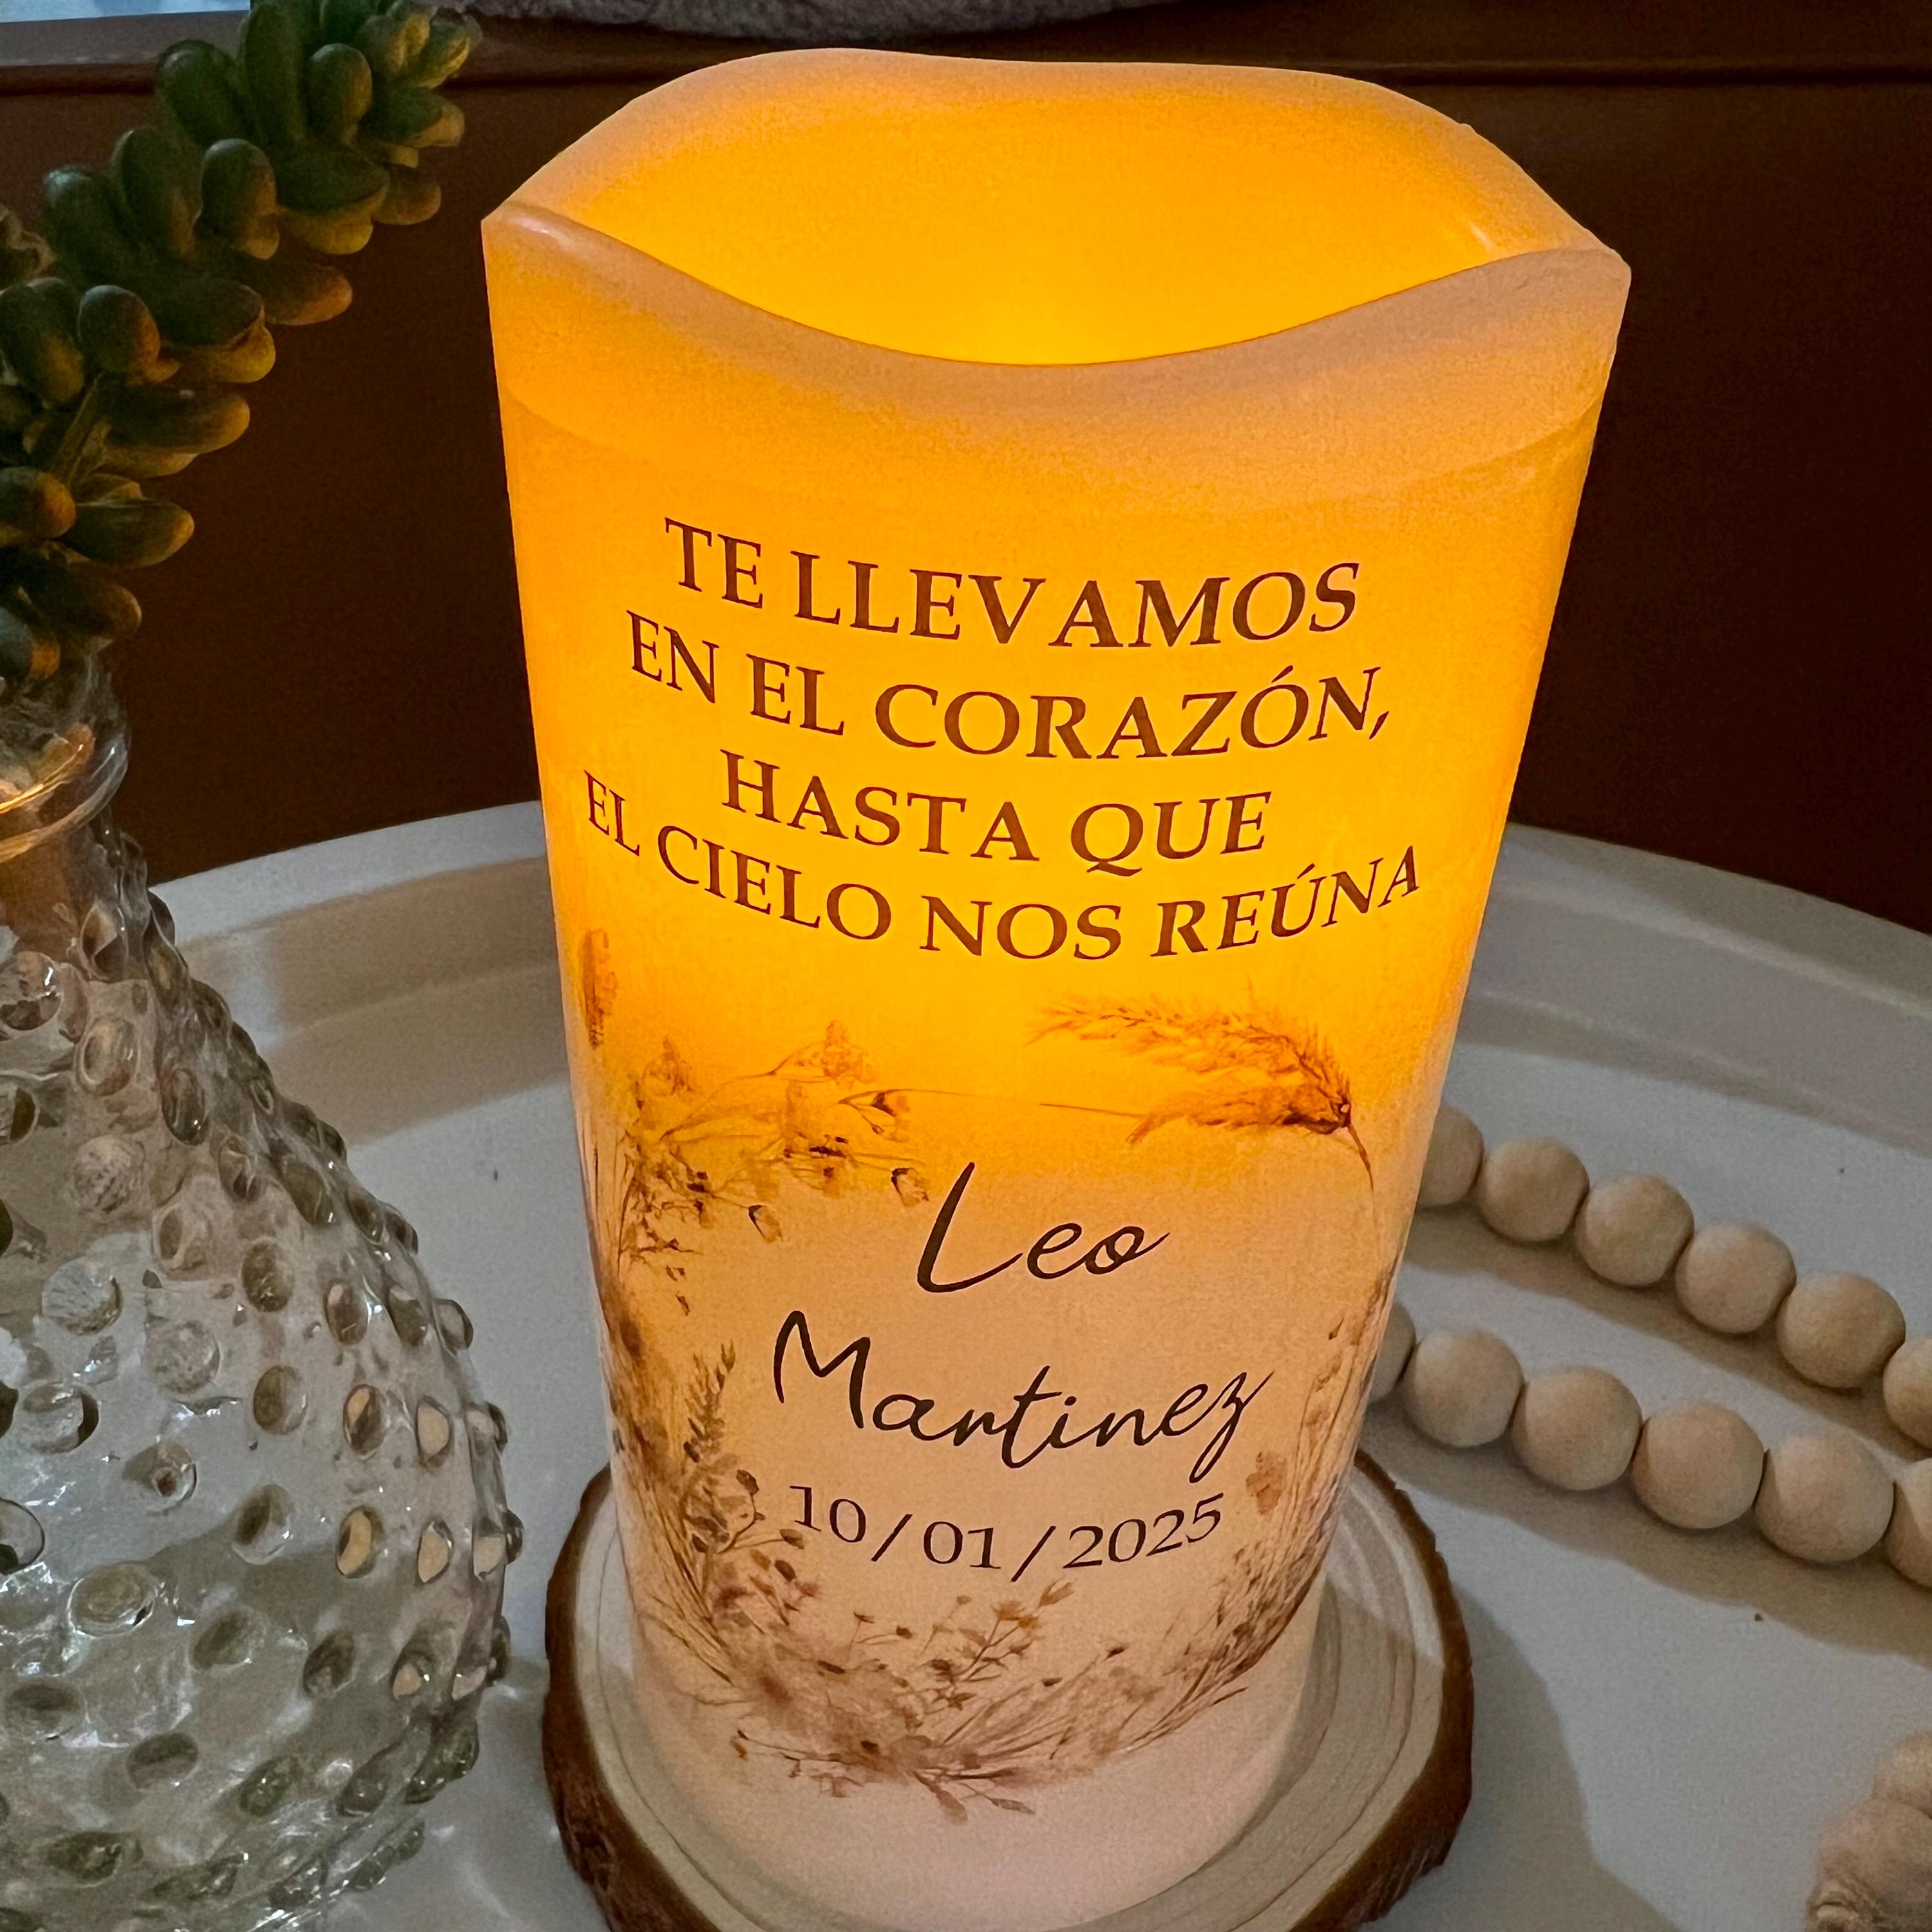 TE LLEVAMOS
EN EL CORAZÓN,
HASTA QUE
EL CIELO NOS REÚNA
Leo
Martinez
10/01/2025